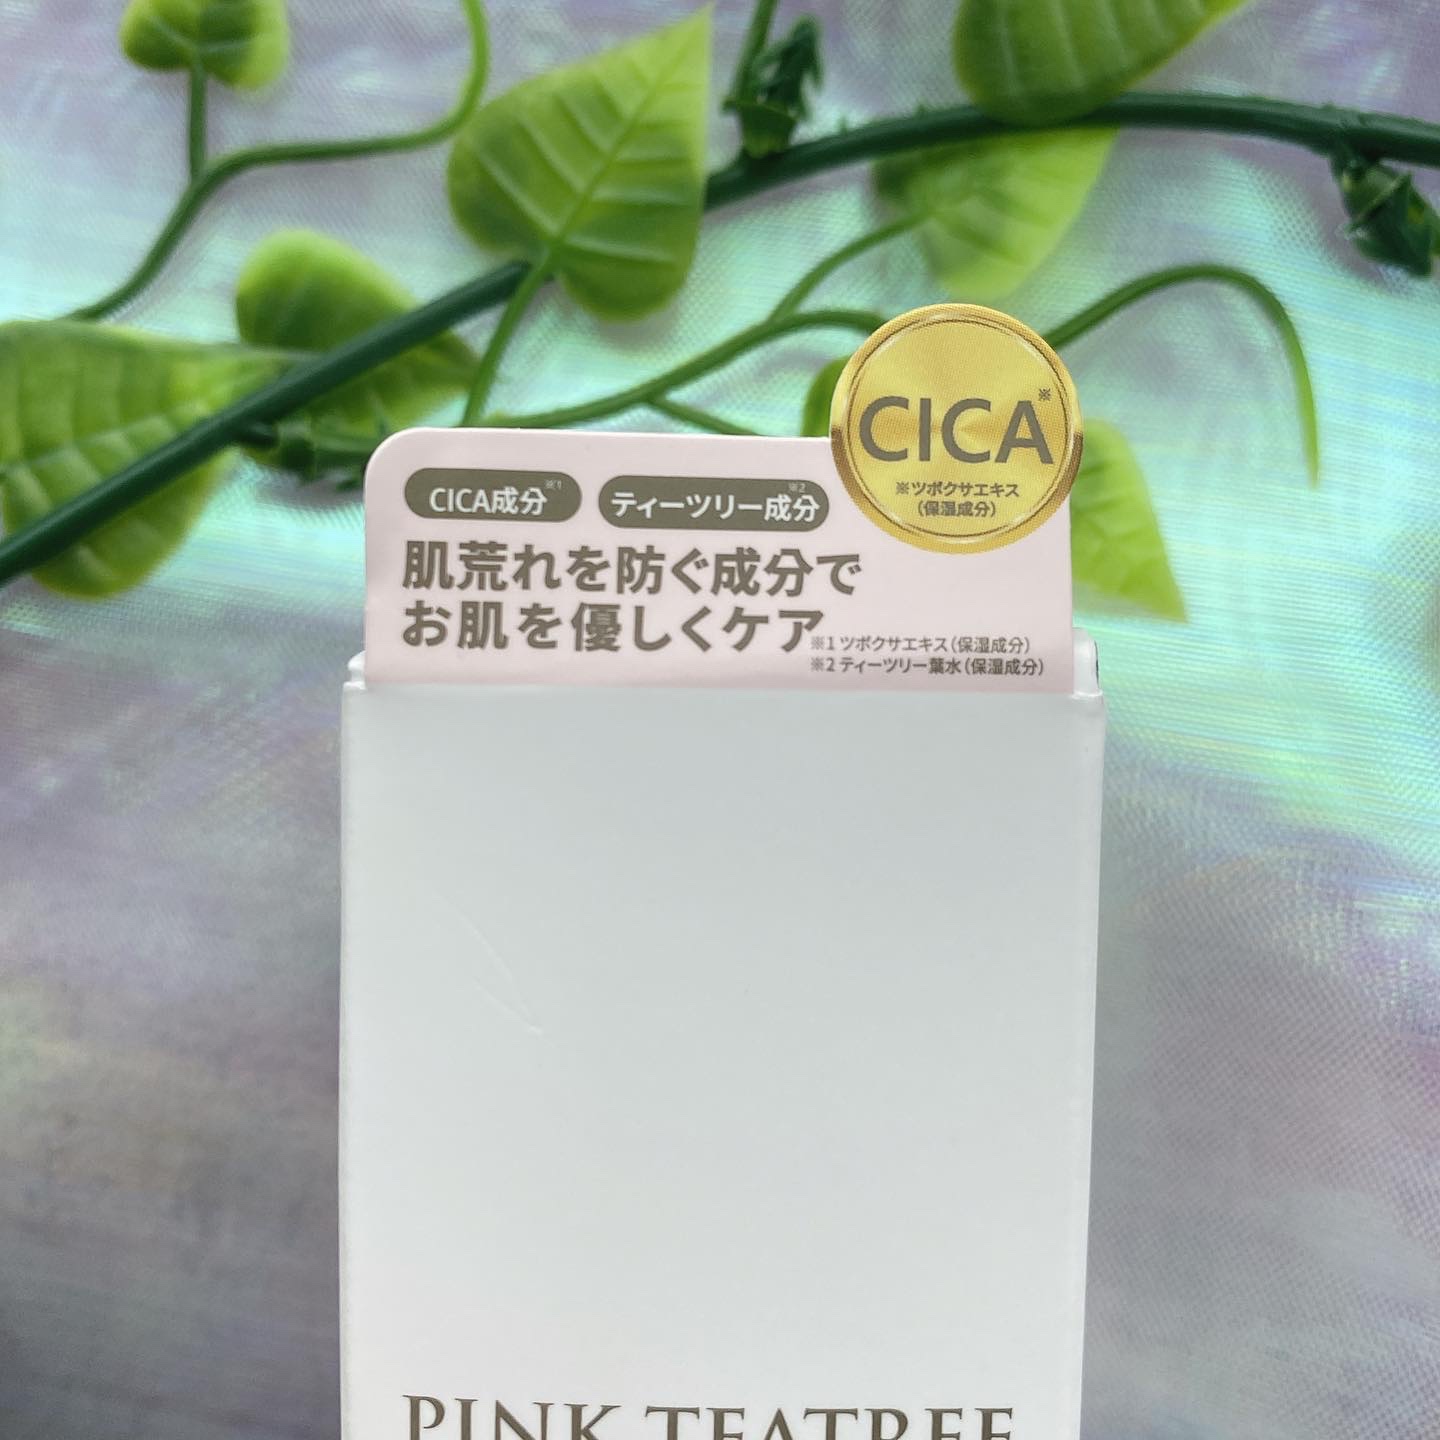 CICA※
※ツボクサエキス
（保湿成分）
CICA成分※1 ティーツリー成分※2
肌荒れを防ぐ成分で
お肌を優しくケア
※1 ツボクサエキス（保湿成分）
※2 ティーツリー葉水（保湿成分）
PINK TEATREE